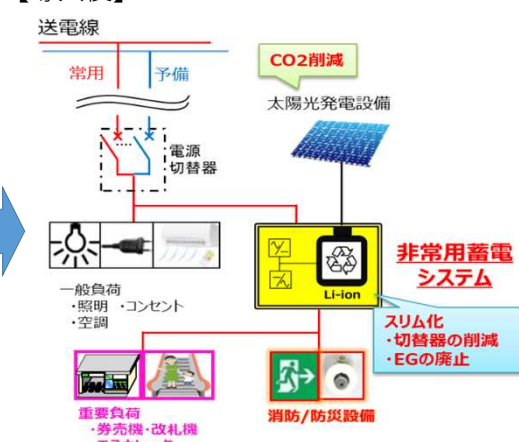 送電線
常用
予備
CO2削減
太陽光発電設備
電源
切替器
Li-ion
非常用蓄電
システム
一般負荷
・照明 ・コンセント
・空調
スリム化
・切替器の削減
・EGの廃止
重要負荷
・券売機・改札機
消防/防災設備